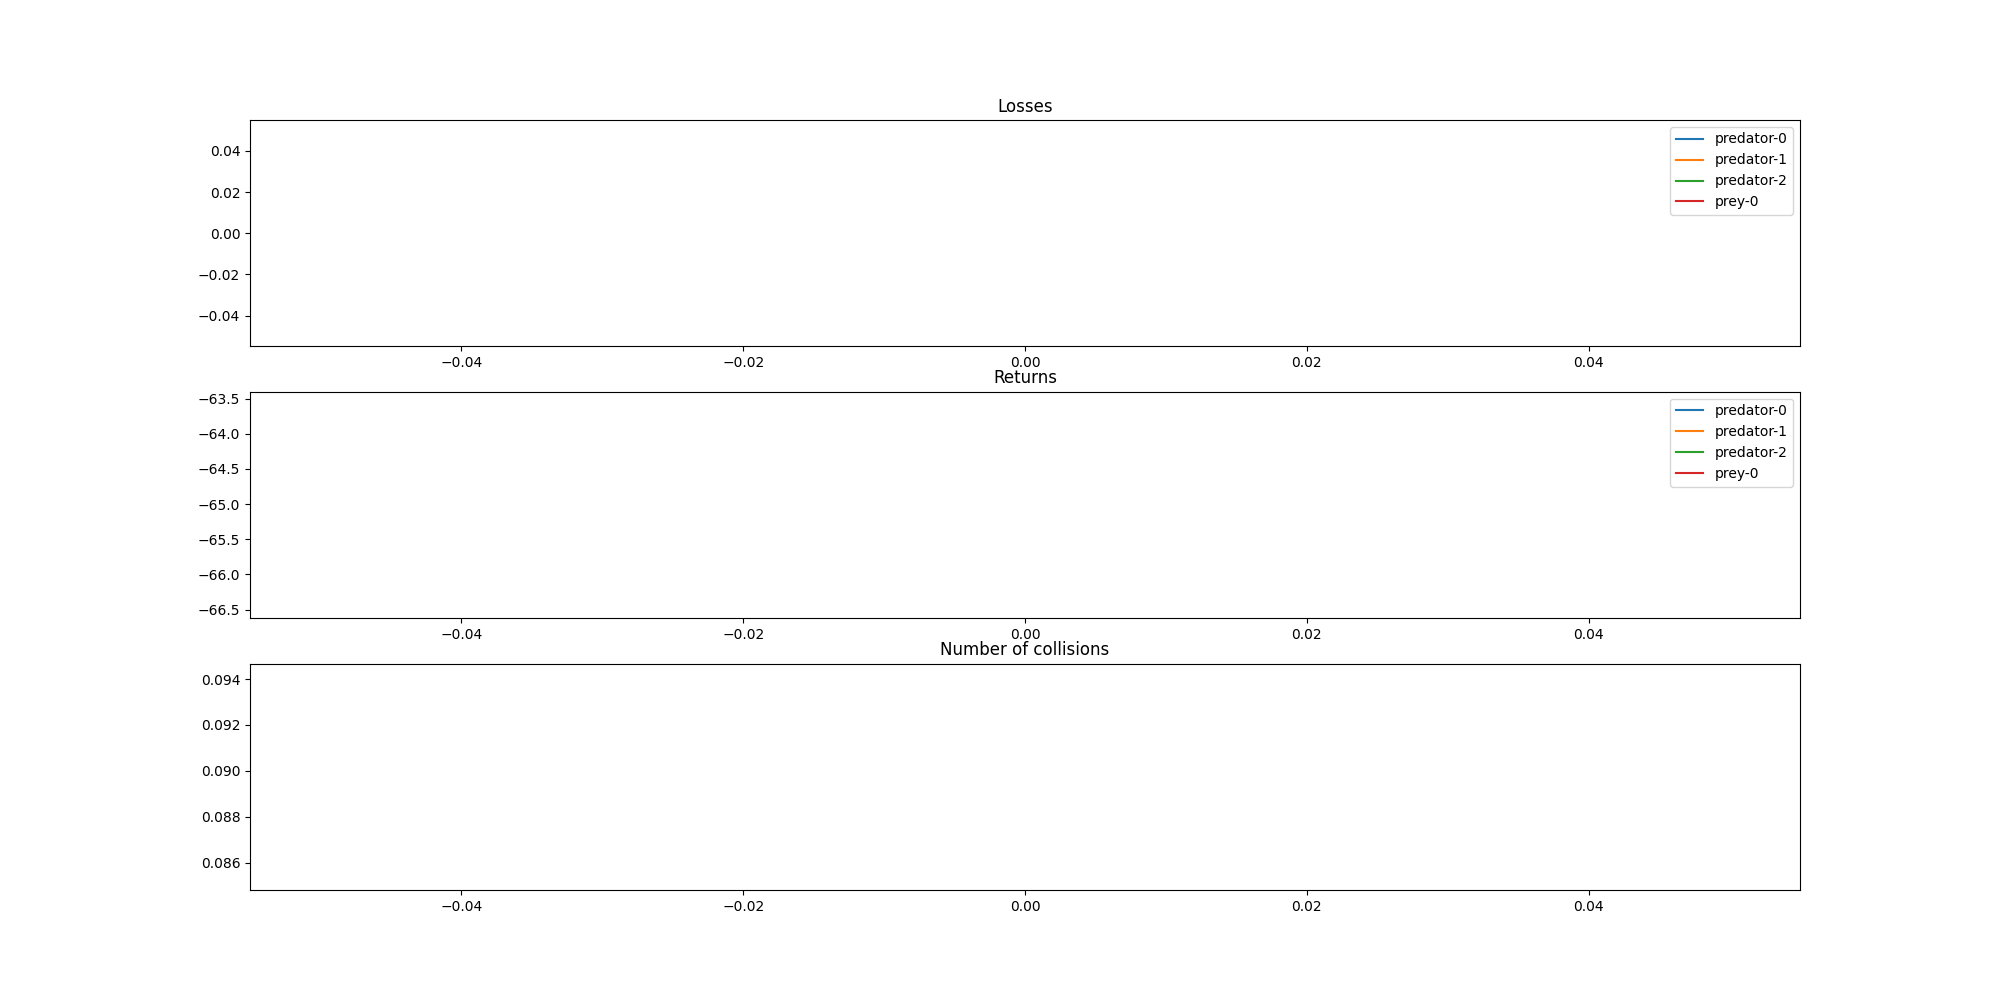 Losses
0.04
0.02
0.00
−0.02
−0.04
predator-0
predator-1
predator-2
prey-0
−0.04 −0.02 0.00 0.02 0.04
Returns
−63.5
−64.0
−64.5
−65.0
−65.5
−66.0
−66.5
predator-0
predator-1
predator-2
prey-0
−0.04 −0.02 0.00 0.02 0.04
Number of collisions
0.094
0.092
0.090
0.088
0.086
−0.04 −0.02 0.00 0.02 0.04